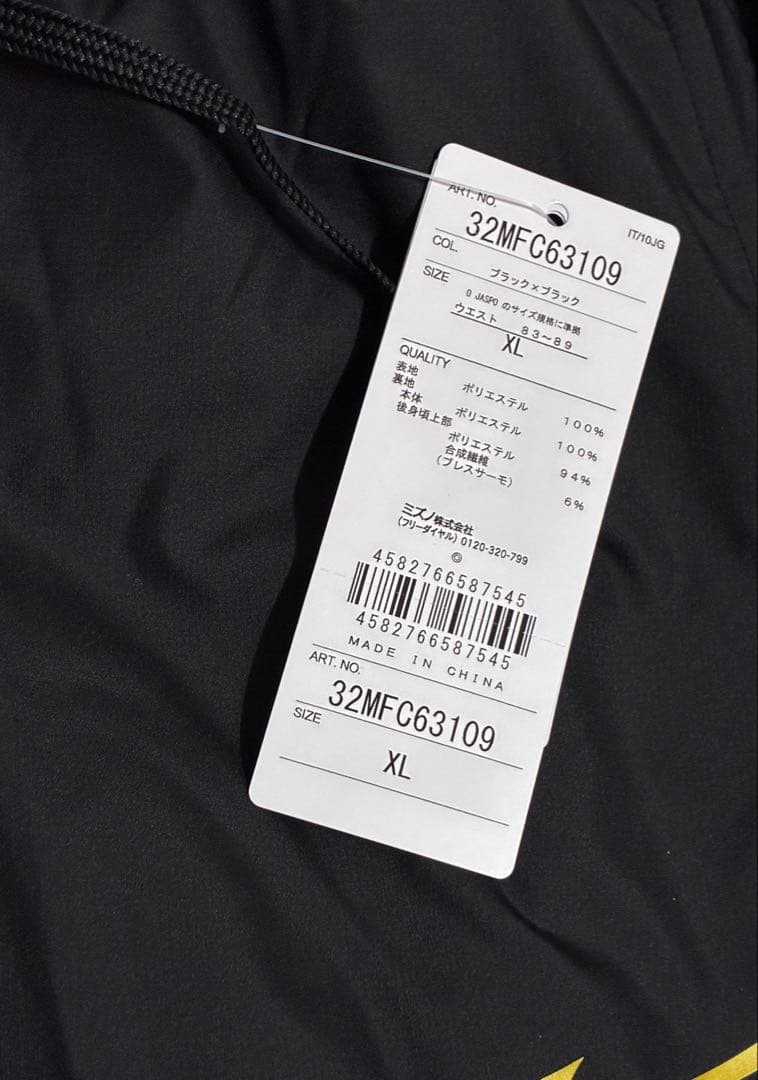 ART. NO.
IT/10JG
32MFC63109
COL.
ブラック×ブラック
SIZE
0 JASPO のサイズ規格に準拠
ウエスト 83〜89
XL
QUALITY
表地 ポリエステル 100%
裏地
本体 ポリエステル 100%
後身頃上部 ポリエステル 94%
合成繊維
(ブレスサーモ) 6%
ミズノ株式会社
(フリーダイヤル) 0120-320-799
◎
4582766587545
4582766587545
MADE IN CHINA
ART. NO.
32MFC63109
SIZE
XL